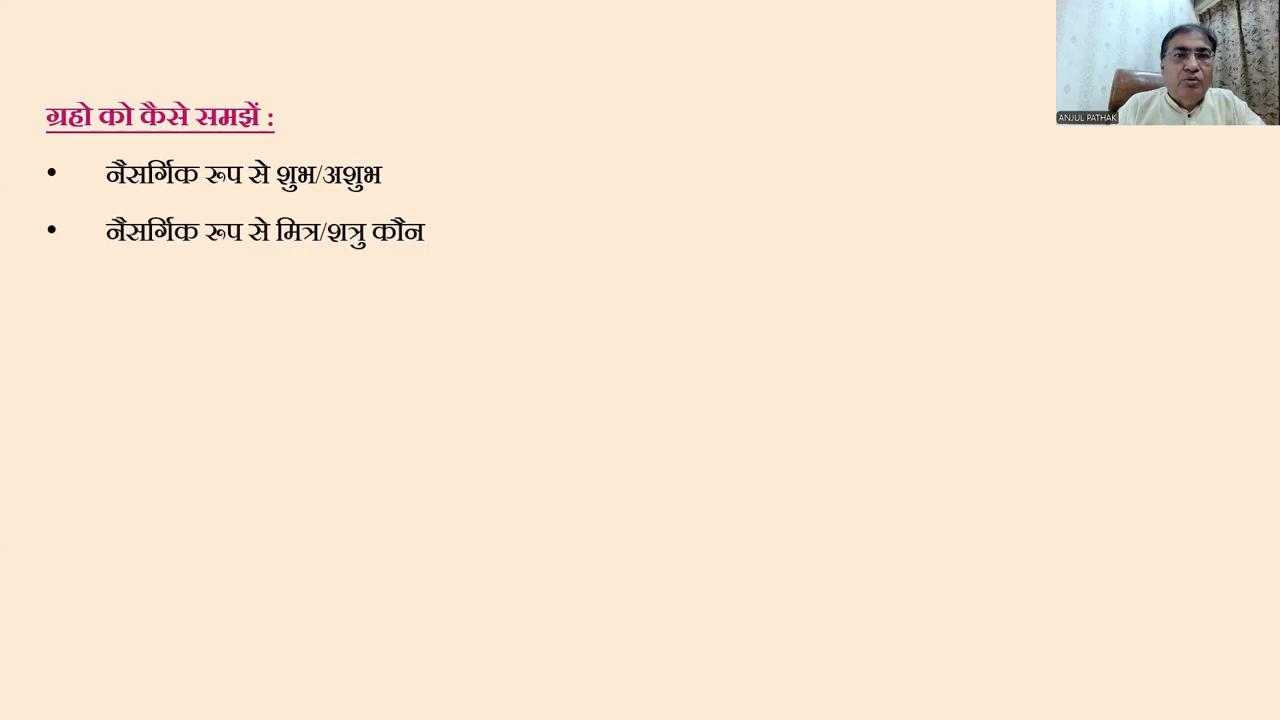 ग्रहो को कैसे समझें :
• नैसर्गिक रूप से शुभ/अशुभ
• नैसर्गिक रूप से मित्र/शत्रु कौन
ANJUL PATHAK